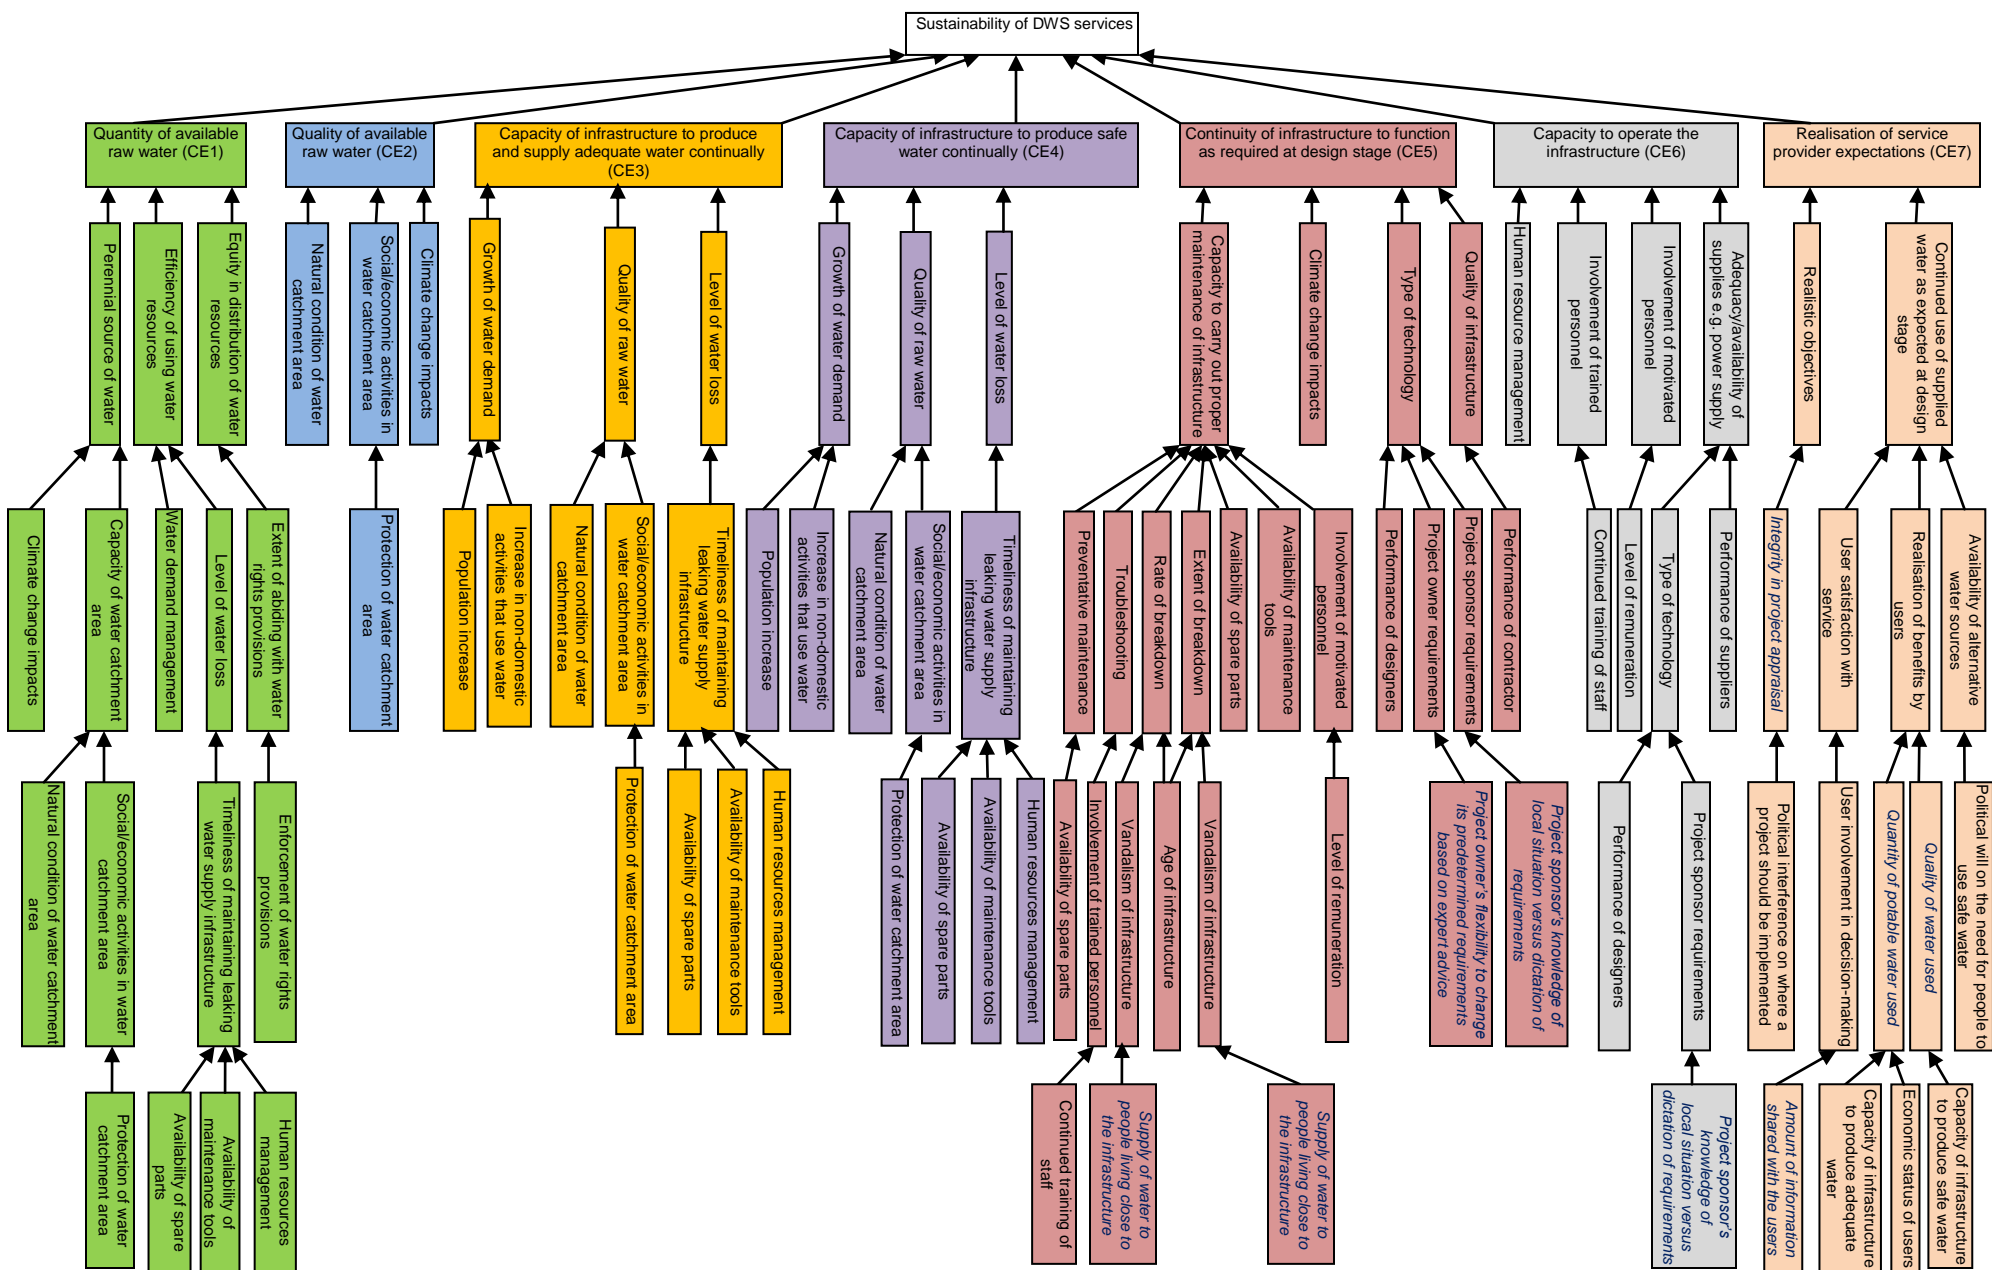 Sustainability of DWS services
Quantity of available
raw water (CE1)
Quality of available
raw water (CE2)
Capacity of infrastructure to produce
and supply adequate water continually
(CE3)
Capacity of infrastructure to produce safe
water continually (CE4)
Continuity of infrastructure to function
as required at design stage (CE5)
Capacity to operate the
infrastructure (CE6)
Realisation of service
provider expectations (CE7)
Perennial source of water
Efficiency of using water
resources
Equity in distribution of water
resources
Natural condition of water
catchment area
Social/economic activities in
water catchment area
Climate change impacts
Growth of water demand
Quality of raw water
Level of water loss
Growth of water demand
Quality of raw water
Level of water loss
Capacity to carry out proper
maintenance of infrastructure
Climate change impacts
Type of technology
Quality of infrastructure
Human resource management
Involvement of trained
personnel
Involvement of motivated
personnel
Adequacy/availability of
supplies e.g. power supply
Realistic objectives
Continued use of supplied
water as expected at design
stage
Climate change impacts
Capacity of water catchment
area
Water demand management
Level of water loss
Extent of abiding with water
rights provisions
Protection of water catchment
area
Population increase
Increase in non-domestic
activities that use water
Natural condition of water
catchment area
Social/economic activities in
water catchment area
Timeliness of maintaining
leaking water supply
infrastructure
Population increase
Increase in non-domestic
activities that use water
Natural condition of water
catchment area
Social/economic activities in
water catchment area
Timeliness of maintaining
leaking water supply
infrastructure
Preventative maintenance
Troubleshooting
Rate of breakdown
Extent of breakdown
Availability of spare parts
Availability of maintenance
tools
Involvement of motivated
personnel
Performance of designers
Project owner requirements
Project sponsor requirements
Performance of contractor
Continued training of staff
Level of remuneration
Type of technology
Performance of suppliers
Integrity in project appraisal
User satisfaction with
service
Realisation of benefits by
users
Availability of alternative
water sources
Natural condition of water catchment
area
Social/economic activities in water
catchment area
Timeliness of maintaining leaking
water supply infrastructure
Enforcement of water rights
provisions
Protection of water catchment area
Availability of spare parts
Availability of maintenance tools
Human resources management
Protection of water catchment area
Availability of spare parts
Availability of maintenance tools
Human resources management
Availability of spare parts
Involvement of trained personnel
Vandalism of infrastructure
Age of infrastructure
Vandalism of infrastructure
Level of remuneration
Project owner's flexibility to change
its predetermined requirements
based on expert advice
Project sponsor's knowledge of
local situation versus dictation of
requirements
Performance of designers
Project sponsor requirements
Political interference on where a
project should be implemented
User involvement in decision-making
Quantity of potable water used
Quality of water used
Political will on the need for people to
use safe water
Protection of water
catchment area
Availability of spare
parts
Availability of
maintenance tools
Human resources
management
Continued training of
staff
Supply of water to
people living close to
the infrastructure
Supply of water to
people living close to
the infrastructure
Project sponsor's
knowledge of
local situation versus
dictation of requirements
Amount of information
shared with the users
Capacity of infrastructure
to produce adequate
water
Economic status of users
Capacity of infrastructure
to produce safe water